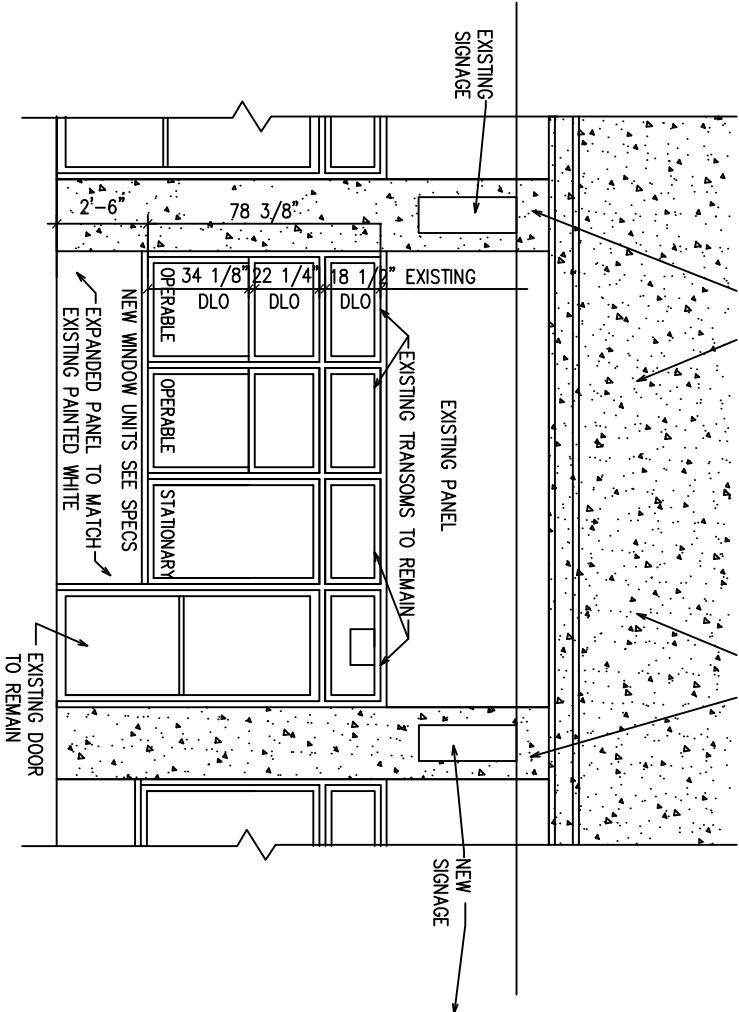 EXISTING
SIGNAGE
2'-6"
78 3/8"
OPERABLE
34 1/8"
DLO
22 1/4"
DLO
18 1/2" EXISTING
DLO
OPERABLE
STATIONARY
EXISTING PANEL
EXISTING TRANSOMS TO REMAIN
NEW WINDOW UNITS SEE SPECS
EXPANDED PANEL TO MATCH
EXISTING PAINTED WHITE
EXISTING DOOR
TO REMAIN
NEW
SIGNAGE